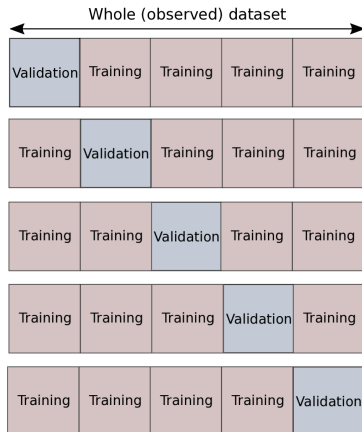 Whole (observed) dataset
Validation Training Training Training Training
Training Validation Training Training Training
Training Training Validation Training Training
Training Training Training Validation Training
Training Training Training Training Validation